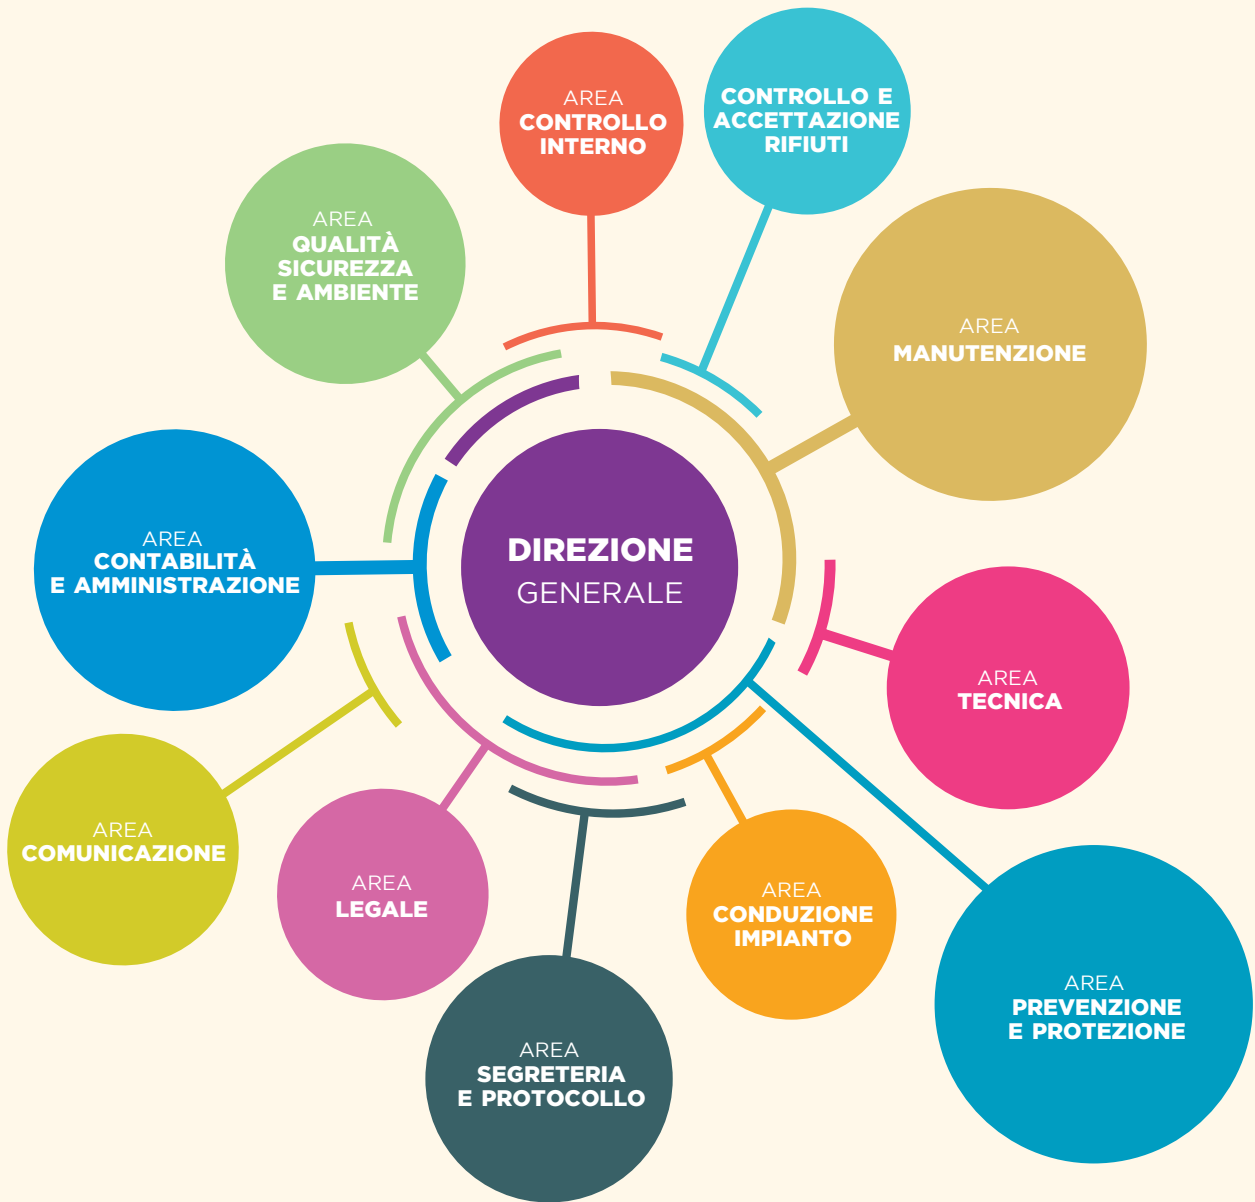 AREA
CONTROLLO
INTERNO
CONTROLLO E
ACCETTAZIONE
RIFIUTI
AREA
QUALITÀ
SICUREZZA
E AMBIENTE
AREA
MANUTENZIONE
AREA
CONTABILITÀ
E AMMINISTRAZIONE
DIREZIONE
GENERALE
AREA
TECNICA
AREA
COMUNICAZIONE
AREA
LEGALE
AREA
CONDUZIONE
IMPIANTO
AREA
PREVENZIONE
E PROTEZIONE
AREA
SEGRETERIA
E PROTOCOLLO